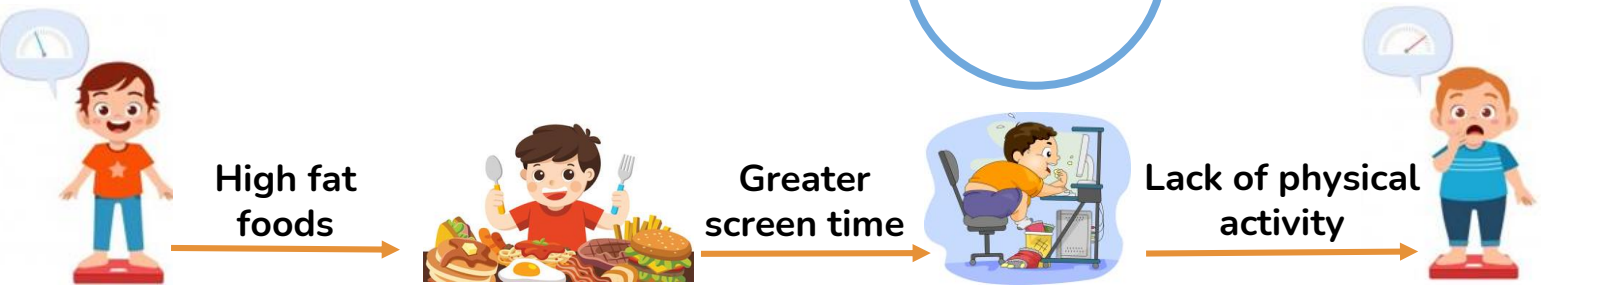 High fat
foods
Greater
screen time
Lack of physical
activity